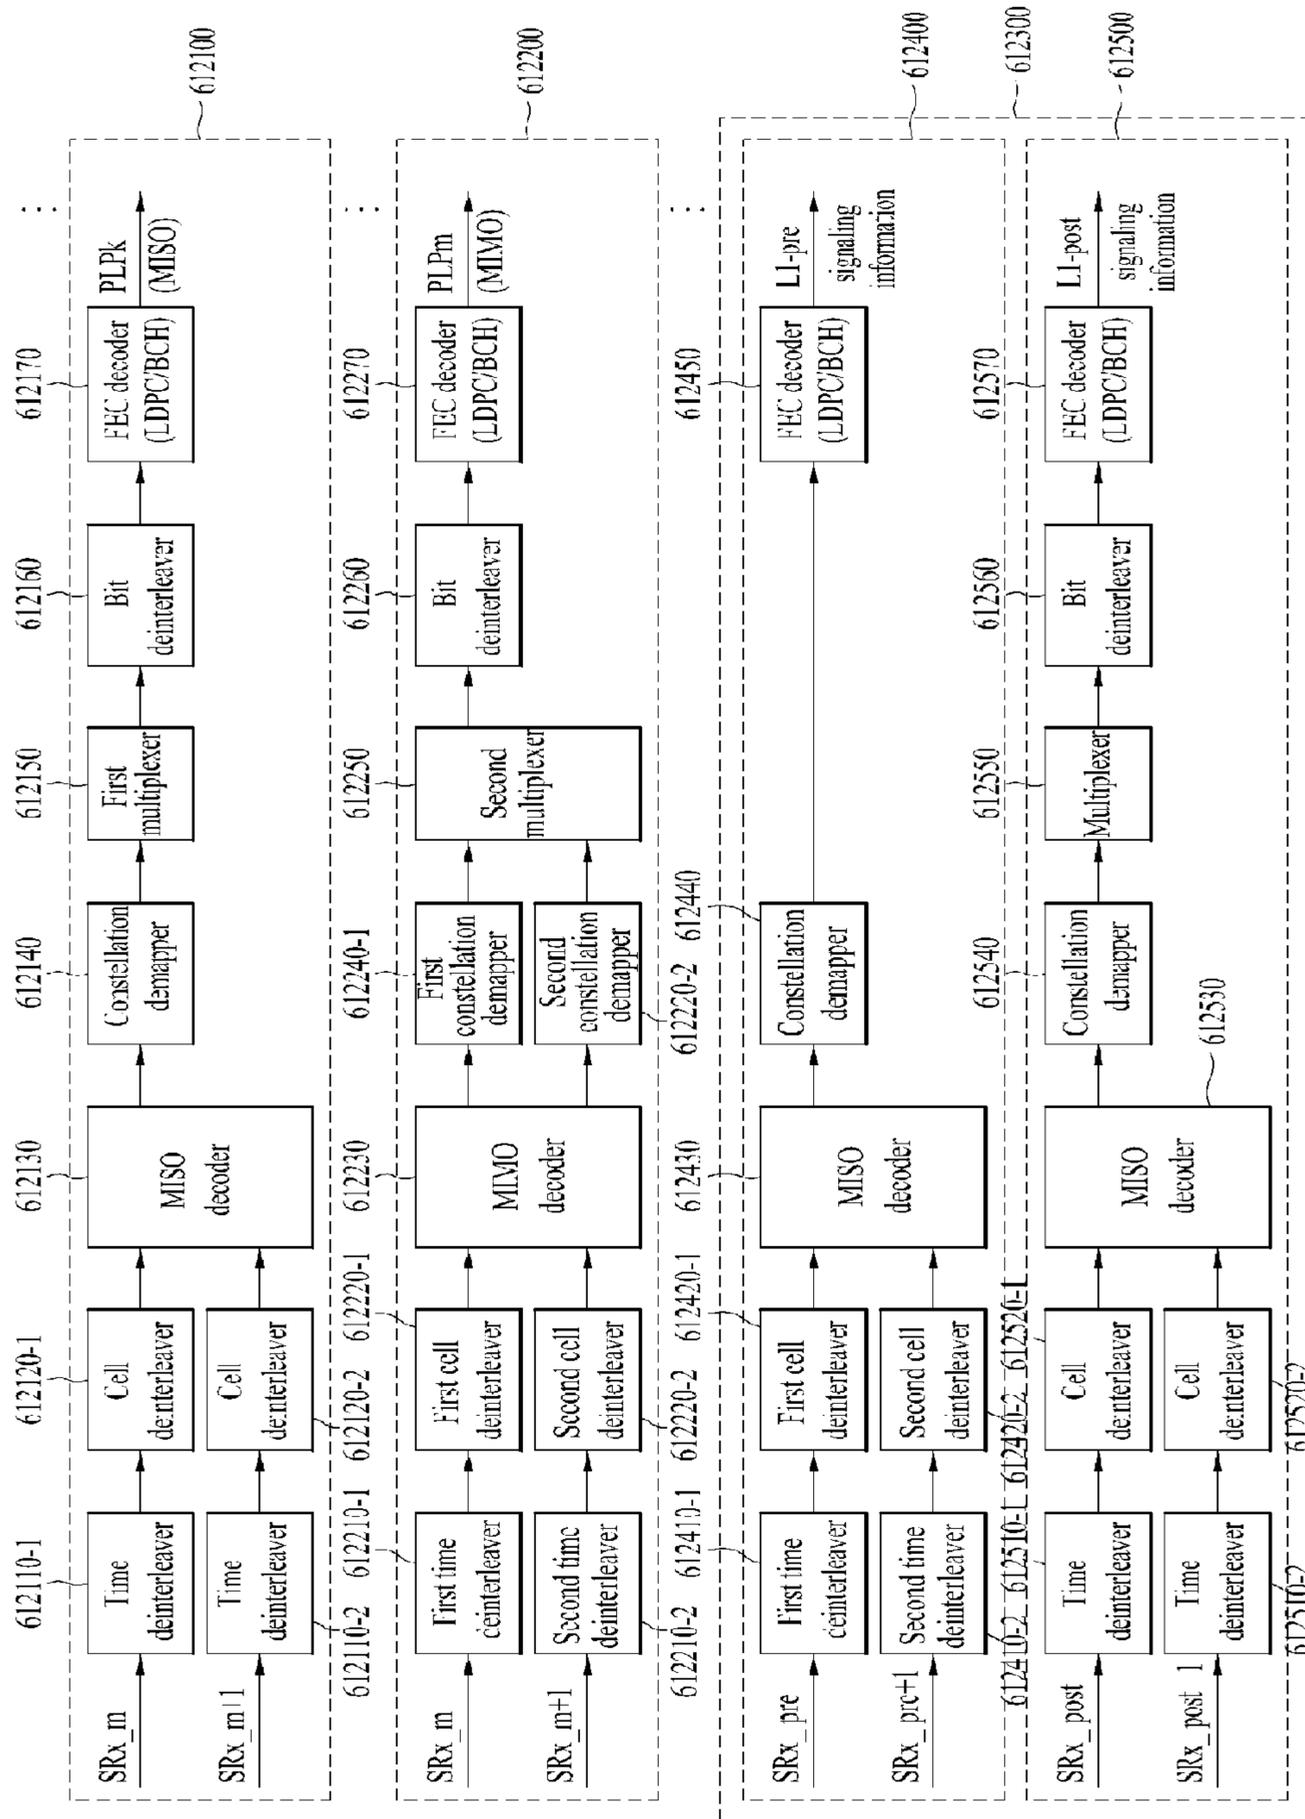 612110-1
612120-1
612130
612140
612150
612160
612170
SRx_m
Time
deinterleaver
Cell
deinterleaver
MISO
decoder
Constellation
demapper
First
multiplexer
Bit
deinterleaver
FEC decoder
(LDPC/BCH)
PLPk
(MISO)
...
612100
SRx_m+1
Time
deinterleaver
Cell
deinterleaver
612110-2
612120-2
612210-1
612220-1
612230
612240-1
612250
612260
612270
SRx_m
First time
deinterleaver
First cell
deinterleaver
MIMO
decoder
First
constellation
demapper
Second
multiplexer
Bit
deinterleaver
FEC decoder
(LDPC/BCH)
PLPm
(MIMO)
...
612200
SRx_m+1
Second time
deinterleaver
Second cell
deinterleaver
Second
constellation
demapper
612210-2
612220-2
612220-2
612410-1
612420-1
612430
612440
612450
SRx_pre
First time
deinterleaver
First cell
deinterleaver
MISO
decoder
Constellation
demapper
FEC decoder
(LDPC/BCH)
L1-pre
signaling
information
...
612400
612300
SRx_pre+1
Second time
deinterleaver
Second cell
deinterleaver
612410-2
612420-2
612510-1
612520-1
612540
612550
612560
612570
SRx_post
Time
deinterleaver
Cell
deinterleaver
MISO
decoder
612530
Constellation
demapper
Multiplexer
Bit
deinterleaver
FEC decoder
(LDPC/BCH)
L1-post
signaling
information
612500
SRx_post 1
Time
deinterleaver
Cell
deinterleaver
612510-2
612520-2